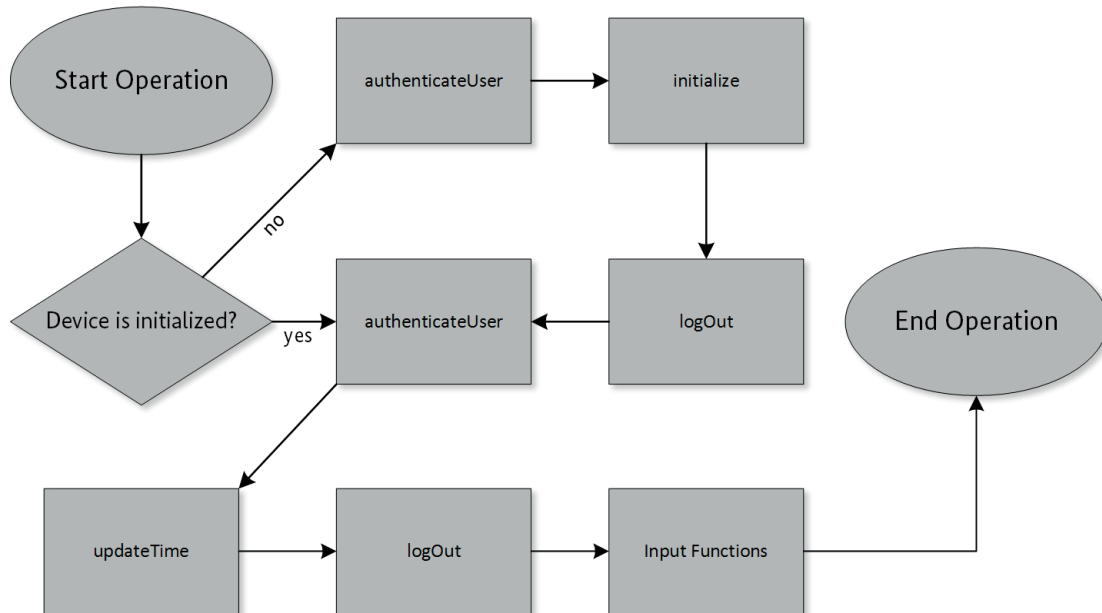 Start Operation
authenticateUser
initialize
no
Device is initialized?
yes
authenticateUser
logOut
End Operation
updateTime
logOut
Input Functions